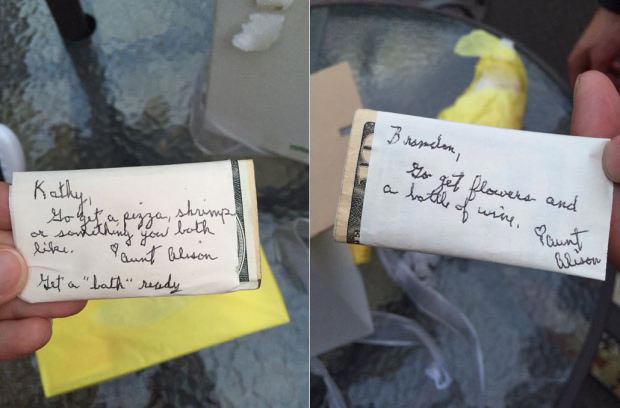 Kathy,
Go get a pizza, shrimp
or something you both
like. ♡ Aunt Alison
Get a "bath" ready
Brandon,
Go get flowers and
a bottle of wine.
♡ Aunt
Alison